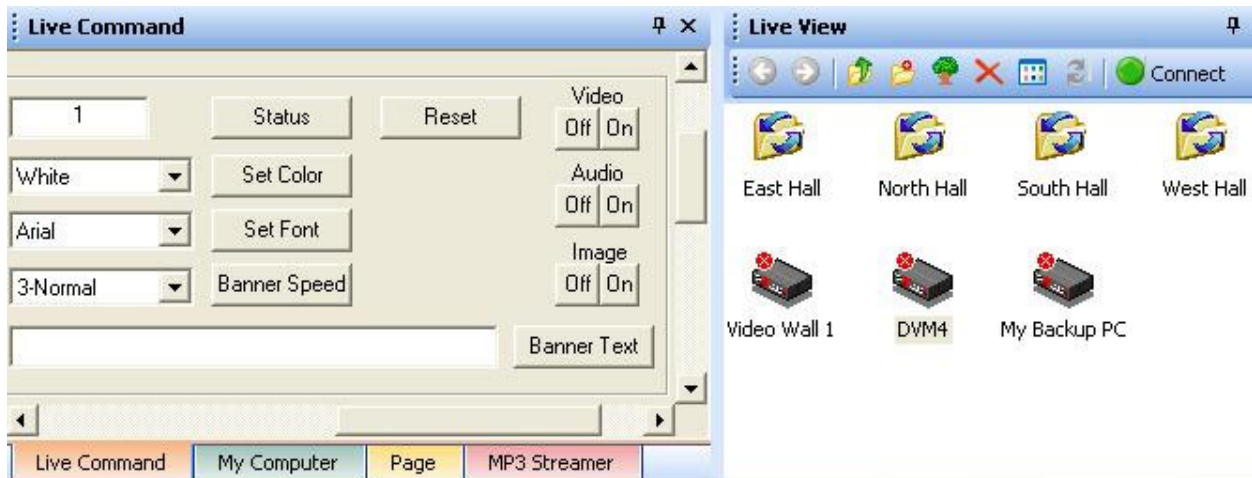 Live Command
1
Status
Reset
Video
Off On
White
Set Color
Audio
Off On
Arial
Set Font
Image
Off On
3-Normal
Banner Speed
Banner Text
Live Command
My Computer
Page
MP3 Streamer
Live View
Connect
East Hall
North Hall
South Hall
West Hall
Video Wall 1
DVM4
My Backup PC